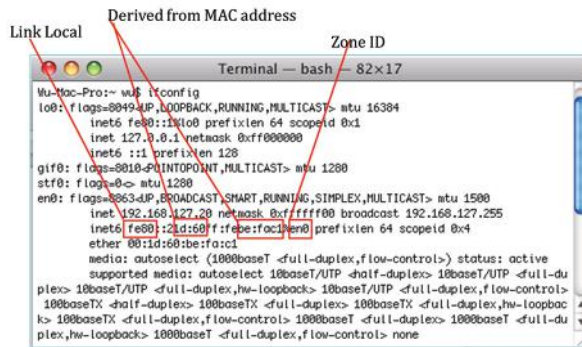 Derived from MAC address
Link Local
Zone ID
Terminal — bash — 82×17
Wu-Mac-Pro:~ wu$ ifconfig
lo0: flags=8049<UP,LOOPBACK,RUNNING,MULTICAST> mtu 16384
inet6 fe80::1%lo0 prefixlen 64 scopeid 0x1
inet 127.0.0.1 netmask 0xff000000
inet6 ::1 prefixlen 128
gif0: flags=8010<POINTOPOINT,MULTICAST> mtu 1280
stf0: flags=0<> mtu 1280
en0: flags=8863<UP,BROADCAST,SMART,RUNNING,SIMPLEX,MULTICAST> mtu 1500
inet 192.168.127.20 netmask 0xffffff00 broadcast 192.168.127.255
inet6 fe80::21d:60ff:febe:fac1%en0 prefixlen 64 scopeid 0x4
ether 00:1d:60:be:fa:c1
media: autoselect (1000baseT <full-duplex,flow-control>) status: active
supported media: autoselect 10baseT/UTP <half-duplex> 10baseT/UTP <full-du
plex> 10baseT/UTP <full-duplex,hw-loopback> 10baseT/UTP <full-duplex,flow-control>
100baseTX <half-duplex> 100baseTX <full-duplex> 100baseTX <full-duplex,hw-loopbac
k> 100baseTX <full-duplex,flow-control> 1000baseT <full-duplex> 1000baseT <full-du
plex,hw-loopback> 1000baseT <full-duplex,flow-control> none